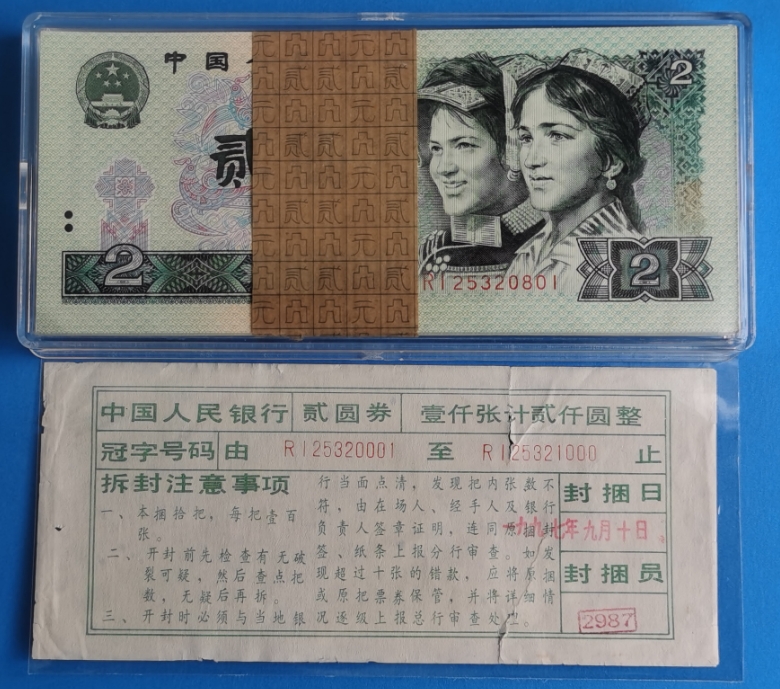 中国
贰
2
2
2
RI25320801
元贰
中国人民银行 贰圆券 壹仟张计贰仟圆整
冠字号码 由 RI25320001 至 RI25321000 止
拆封注意事项
一、本捆拾把，每把壹百张。
二、开封前先检查有无破裂可疑，然后查点把数，无疑后再拆。
三、开封时必须与当地银
行当面点清，发现把内张数不
符，由在场人、经手人及银行
负责人签章证明，连同原捆封
签、纸条上报分行审查。如发
现超过十张的错款，应将原捆
或原把票券保管，并将详细情
况逐级上报总行审查处理。
封捆日
一九九七年九月十日
封捆员
2987